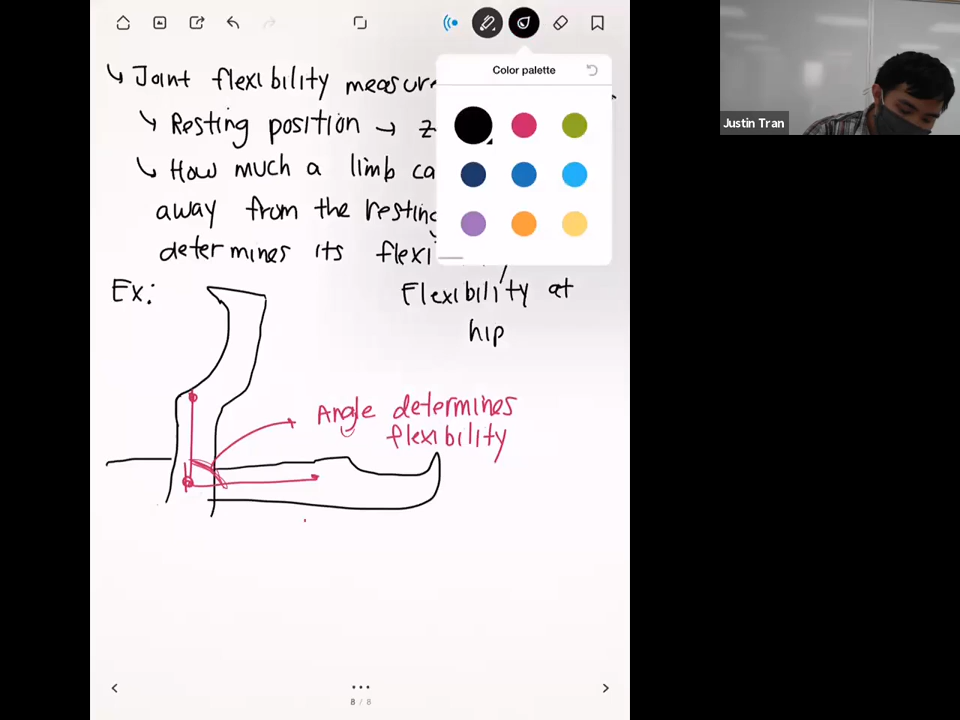 Color palette
↳ Joint flexibility measur
↳ Resting position → z
↳ How much a limb ca
away from the resting
determines its flexi
Ex:
Flexibility at
hip
Angle determines
flexibility
8 / 8
Justin Tran